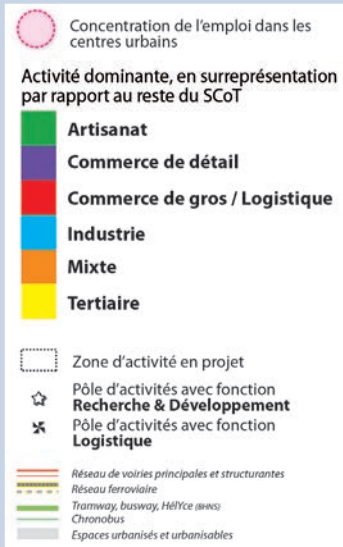 Concentration de l'emploi dans les
centres urbains
Activité dominante, en surreprésentation
par rapport au reste du SCoT
Artisanat
Commerce de détail
Commerce de gros / Logistique
Industrie
Mixte
Tertiaire
Zone d'activité en projet
Pôle d'activités avec fonction
Recherche & Développement
Pôle d'activités avec fonction
Logistique
Réseau de voiries principales et structurantes
Réseau ferroviaire
Tramway, busway, HélYce (BHNS)
Chronobus
Espaces urbanisés et urbanisables